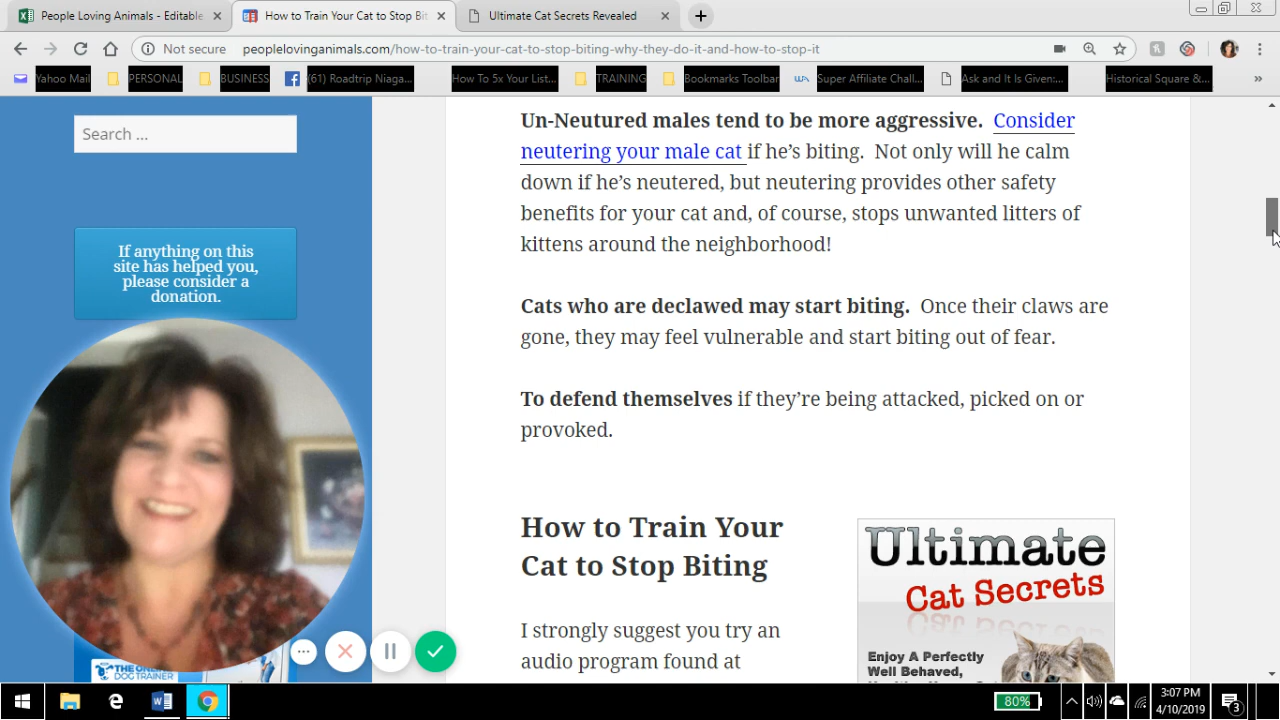 People Loving Animals - Editable
How to Train Your Cat to Stop Bit
Ultimate Cat Secrets Revealed
Not secure peoplelovinganimals.com/how-to-train-your-cat-to-stop-biting-why-they-do-it-and-how-to-stop-it
Yahoo Mail PERSONAL BUSINESS (61) Roadtrip Niaga... How To 5x Your List... TRAINING Bookmarks Toolbar Super Affiliate Chall... Ask and It Is Given:... Historical Square &... »
Search ...
If anything on this
site has helped you,
please consider a
donation.
THE ONLINE
DOG TRAINER
Un-Neutured males tend to be more aggressive. Consider
neutering your male cat if he’s biting. Not only will he calm
down if he’s neutered, but neutering provides other safety
benefits for your cat and, of course, stops unwanted litters of
kittens around the neighborhood!
Cats who are declawed may start biting. Once their claws are
gone, they may feel vulnerable and start biting out of fear.
To defend themselves if they’re being attacked, picked on or
provoked.
How to Train Your
Cat to Stop Biting
I strongly suggest you try an
audio program found at
Ultimate
Cat Secrets
Enjoy A Perfectly
Well Behaved,
80%
3:07 PM
4/10/2019
3